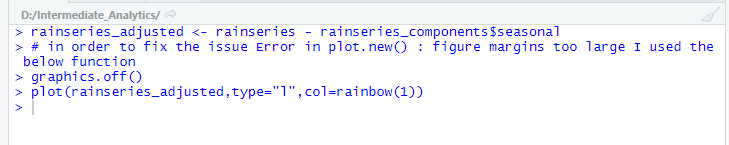 D:/Intermediate_Analytics/
> rainseries_adjusted <- rainseries - rainseries_components$seasonal
> # in order to fix the issue Error in plot.new() : figure margins too large I used the
 below function
> graphics.off()
> plot(rainseries_adjusted,type="l",col=rainbow(1))
>